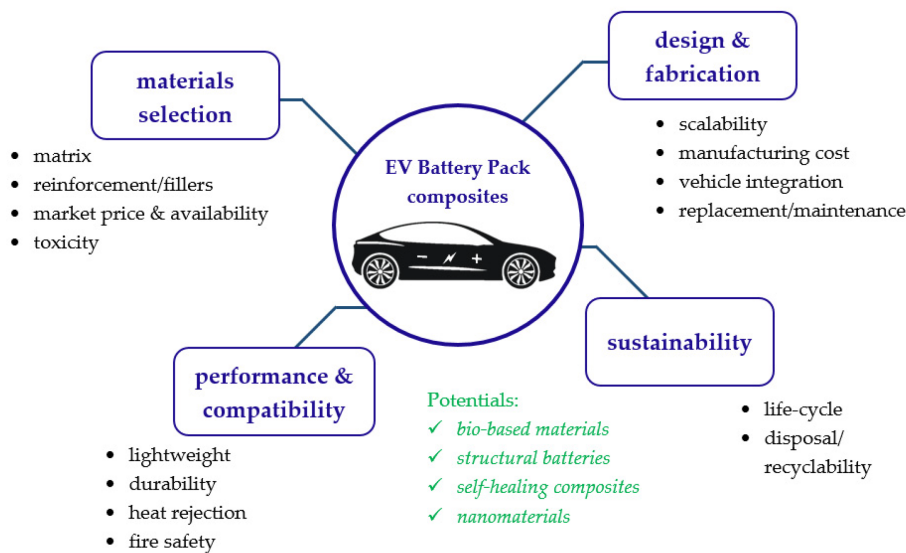 materials
selection
• matrix
• reinforcement/fillers
• market price & availability
• toxicity
design &
fabrication
• scalability
• manufacturing cost
• vehicle integration
• replacement/maintenance
EV Battery Pack
composites
− +
performance &
compatibility
• lightweight
• durability
• heat rejection
• fire safety
Potentials:
✓ bio-based materials
✓ structural batteries
✓ self-healing composites
✓ nanomaterials
sustainability
• life-cycle
• disposal/
recyclability